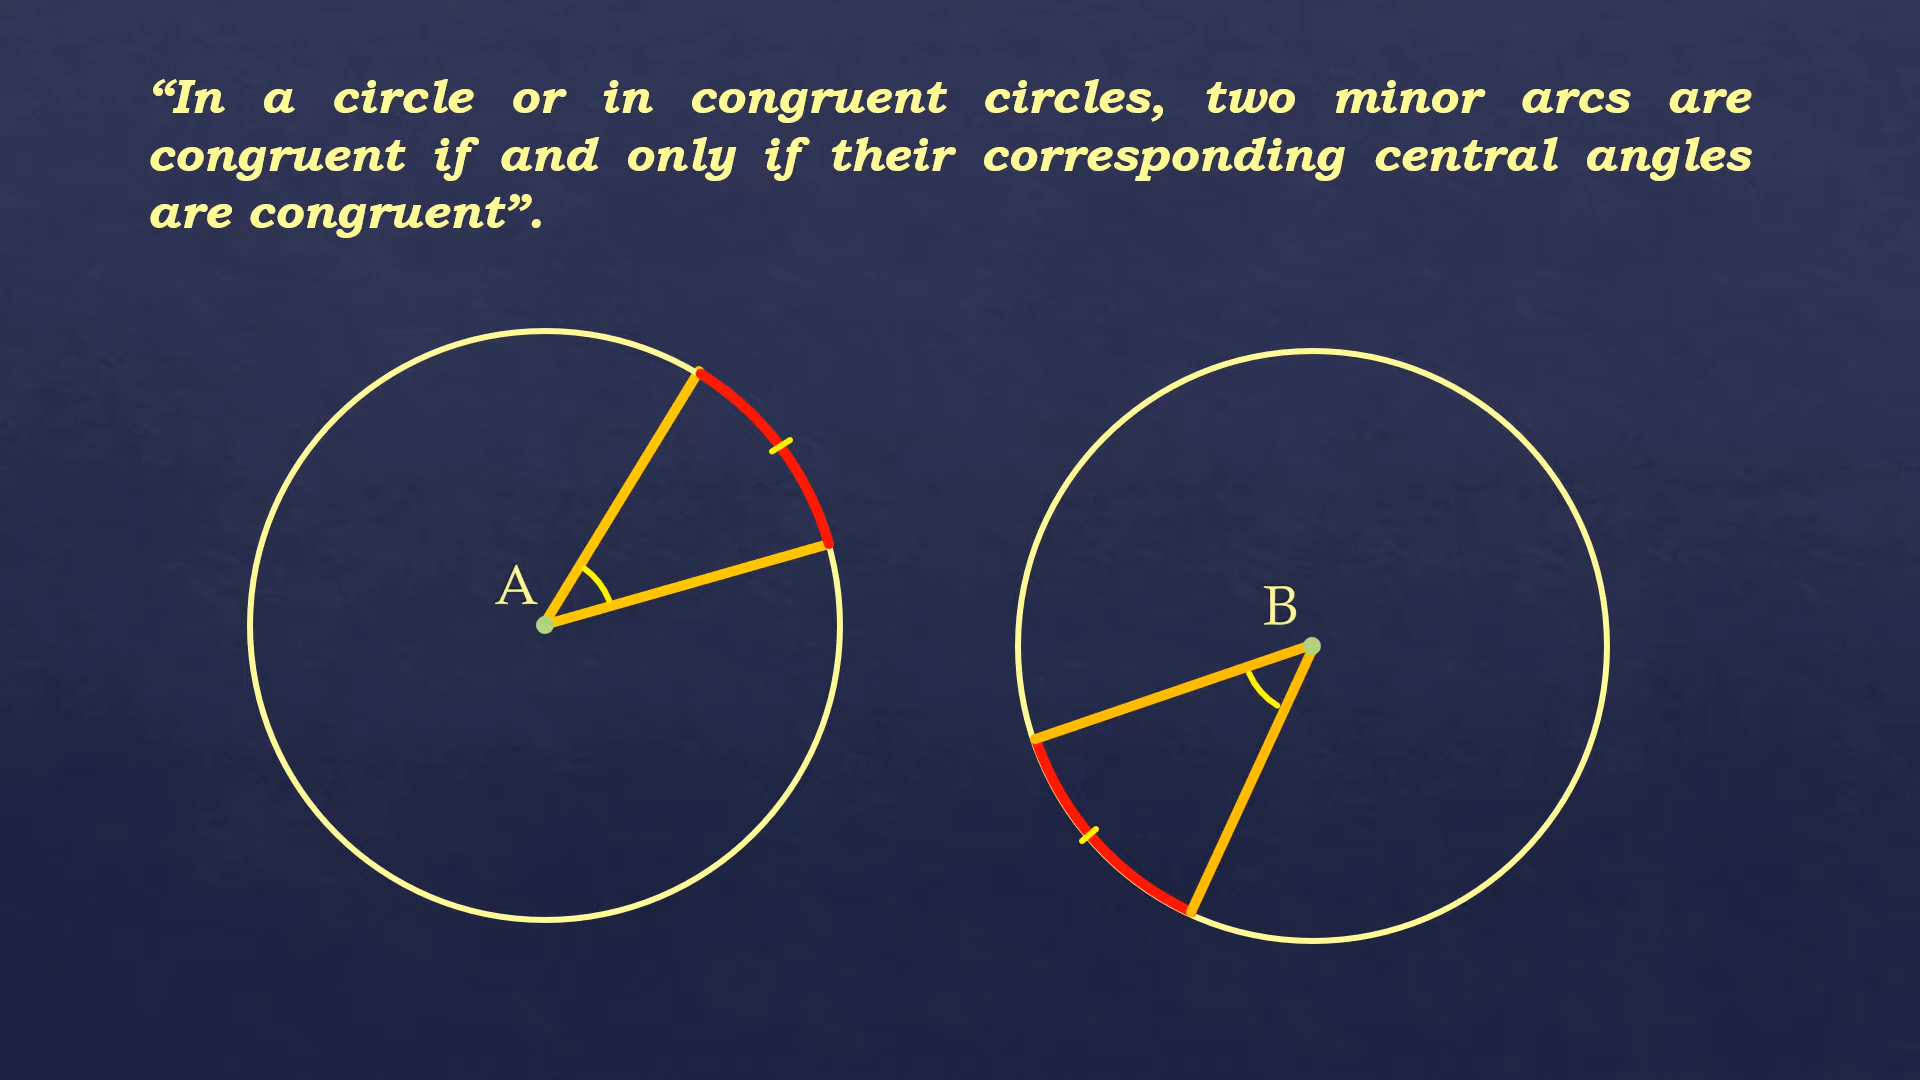 “In a circle or in congruent circles, two minor arcs are
congruent if and only if their corresponding central angles
are congruent”.
A
B